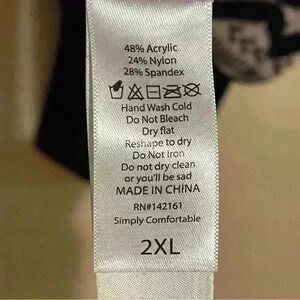 48% Acrylic
24% Nylon
28% Spandex
Hand Wash Cold
Do Not Bleach
Dry flat
Reshape to dry
Do Not Iron
Do not dry clean
or you'll be sad
MADE IN CHINA
RN#142161
Simply Comfortable
2XL